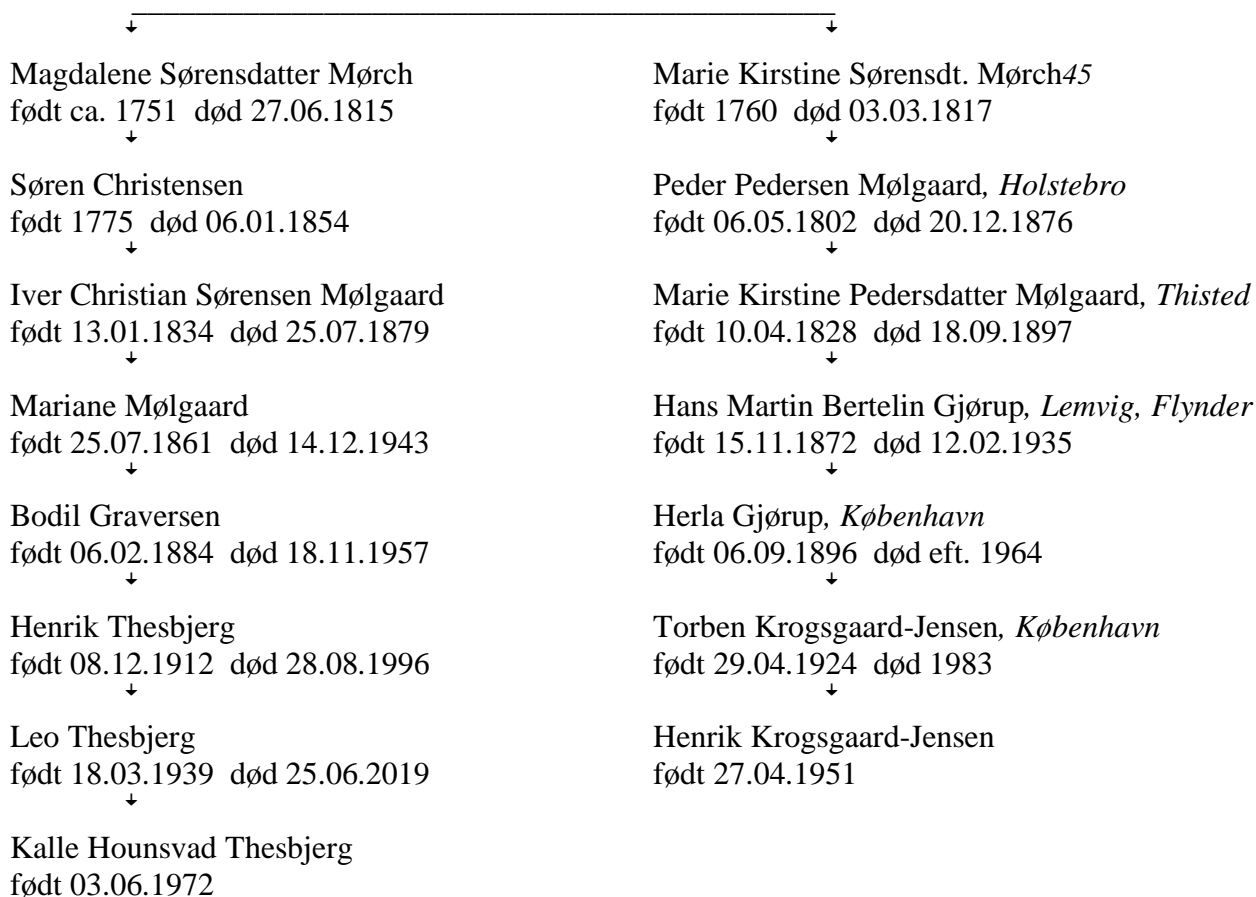 Magdalene Sørensdatter Mørch
født ca. 1751 død 27.06.1815
Søren Christensen
født 1775 død 06.01.1854
Iver Christian Sørensen Mølgaard
født 13.01.1834 død 25.07.1879
Mariane Mølgaard
født 25.07.1861 død 14.12.1943
Bodil Graversen
født 06.02.1884 død 18.11.1957
Henrik Thesbjerg
født 08.12.1912 død 28.08.1996
Leo Thesbjerg
født 18.03.1939 død 25.06.2019
Kalle Hounsvad Thesbjerg
født 03.06.1972
Marie Kirstine Sørensdt. Mørch45
født 1760 død 03.03.1817
Peder Pedersen Mølgaard, Holstebro
født 06.05.1802 død 20.12.1876
Marie Kirstine Pedersdatter Mølgaard, Thisted
født 10.04.1828 død 18.09.1897
Hans Martin Bertelin Gjørup, Lemvig, Flynder
født 15.11.1872 død 12.02.1935
Herla Gjørup, København
født 06.09.1896 død eft. 1964
Torben Krogsgaard-Jensen, København
født 29.04.1924 død 1983
Henrik Krogsgaard-Jensen
født 27.04.1951